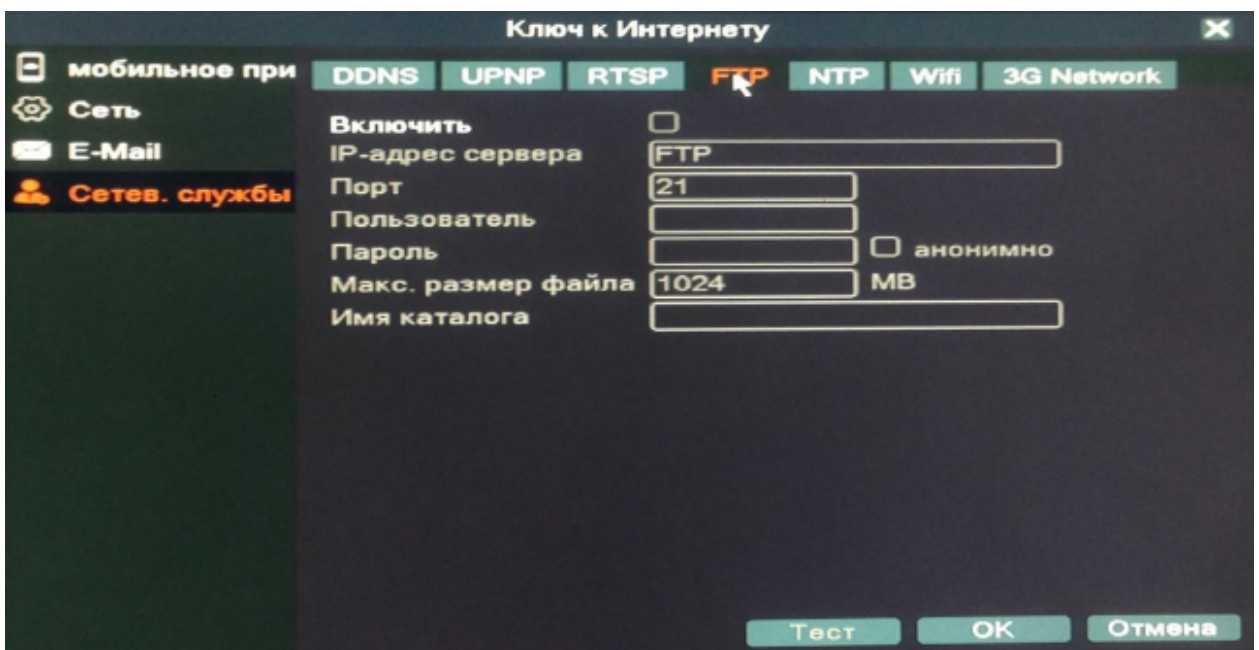 Ключ к Интернету
мобильное при
Сеть
E-Mail
Сетев. службы
DDNS UPNP RTSP FTP NTP Wifi 3G Network
Включить
IP-адрес сервера FTP
Порт 21
Пользователь
Пароль анонимно
Макс. размер файла 1024 MB
Имя каталога
Тест OK Отмена